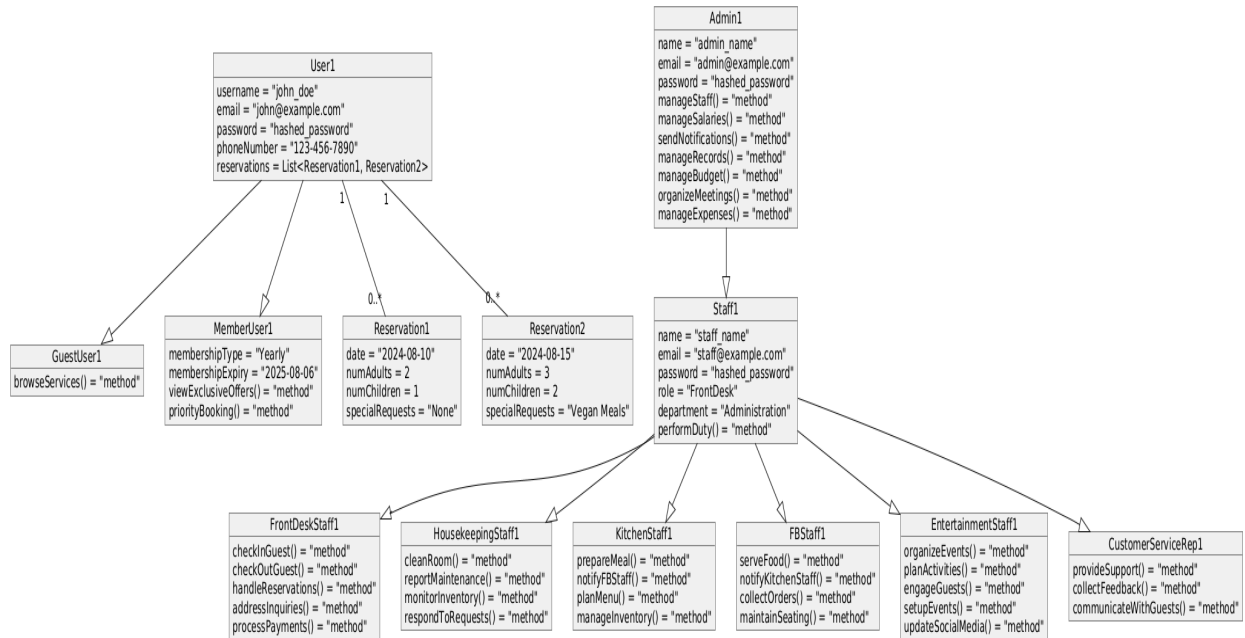 Admin1
name = "admin_name"
email = "admin@example.com"
password = "hashed_password"
manageStaff() = "method"
manageSalaries() = "method"
sendNotifications() = "method"
manageRecords() = "method"
manageBudget() = "method"
organizeMeetings() = "method"
manageExpenses() = "method"
User1
username = "john_doe"
email = "john@example.com"
password = "hashed_password"
phoneNumber = "123-456-7890"
reservations = List<Reservation1, Reservation2>
1
1
0..*
0..*
GuestUser1
browseServices() = "method"
MemberUser1
membershipType = "Yearly"
membershipExpiry = "2025-08-06"
viewExclusiveOffers() = "method"
priorityBooking() = "method"
Reservation1
date = "2024-08-10"
numAdults = 2
numChildren = 1
specialRequests = "None"
Reservation2
date = "2024-08-15"
numAdults = 3
numChildren = 2
specialRequests = "Vegan Meals"
Staff1
name = "staff_name"
email = "staff@example.com"
password = "hashed_password"
role = "FrontDesk"
department = "Administration"
performDuty() = "method"
FrontDeskStaff1
checkInGuest() = "method"
checkOutGuest() = "method"
handleReservations() = "method"
addressInquiries() = "method"
processPayments() = "method"
HousekeepingStaff1
cleanRoom() = "method"
reportMaintenance() = "method"
monitorInventory() = "method"
respondToRequests() = "method"
KitchenStaff1
prepareMeal() = "method"
notifyFBStaff() = "method"
planMenu() = "method"
manageInventory() = "method"
FBStaff1
serveFood() = "method"
notifyKitchenStaff() = "method"
collectOrders() = "method"
maintainSeating() = "method"
EntertainmentStaff1
organizeEvents() = "method"
planActivities() = "method"
engageGuests() = "method"
setupEvents() = "method"
updateSocialMedia() = "method"
CustomerServiceRep1
provideSupport() = "method"
collectFeedback() = "method"
communicateWithGuests() = "method"